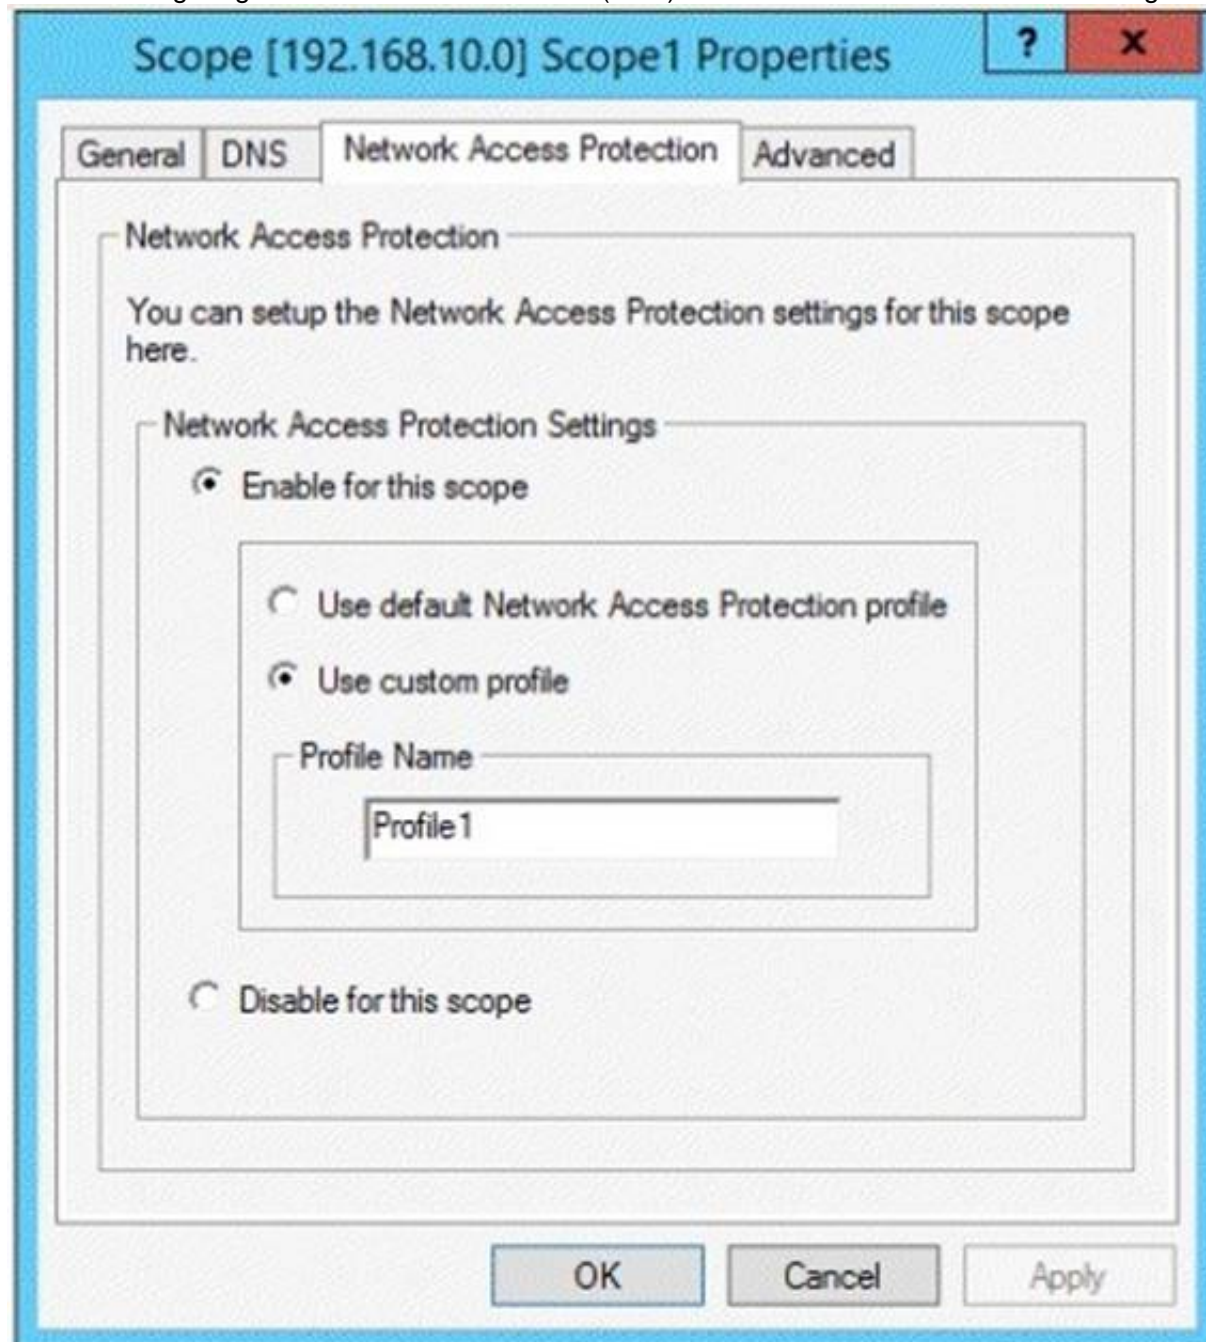 Scope [192.168.10.0] Scope1 Properties
? x
General DNS Network Access Protection Advanced
Network Access Protection
You can setup the Network Access Protection settings for this scope
here.
Network Access Protection Settings
Enable for this scope
Use default Network Access Protection profile
Use custom profile
Profile Name
Profile1
Disable for this scope
OK Cancel Apply